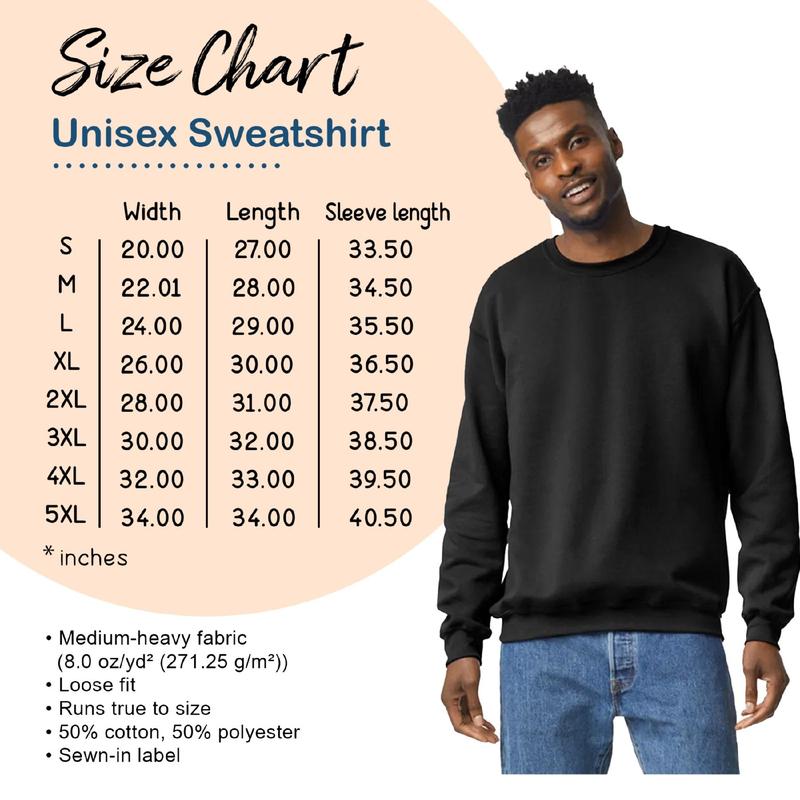 Size Chart
Unisex Sweatshirt
Width Length Sleeve length
S 20.00 27.00 33.50
M 22.01 28.00 34.50
L 24.00 29.00 35.50
XL 26.00 30.00 36.50
2XL 28.00 31.00 37.50
3XL 30.00 32.00 38.50
4XL 32.00 33.00 39.50
5XL 34.00 34.00 40.50
* inches
• Medium-heavy fabric
(8.0 oz/yd² (271.25 g/m²))
• Loose fit
• Runs true to size
• 50% cotton, 50% polyester
• Sewn-in label